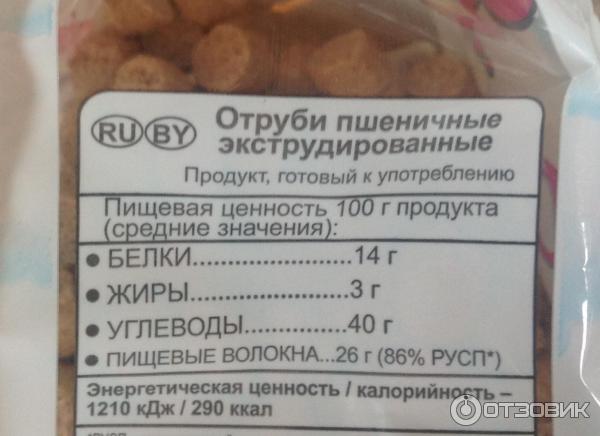 RU BY
Отруби пшеничные
экструдированные
Продукт, готовый к употреблению
Пищевая ценность 100 г продукта
(средние значения):
● БЕЛКИ.......................14 г
● ЖИРЫ.......................3 г
● УГЛЕВОДЫ...............40 г
● ПИЩЕВЫЕ ВОЛОКНА...26 г (86% РУСП*)
Энергетическая ценность / калорийность –
1210 кДж / 290 ккал
ОТЗОВИК